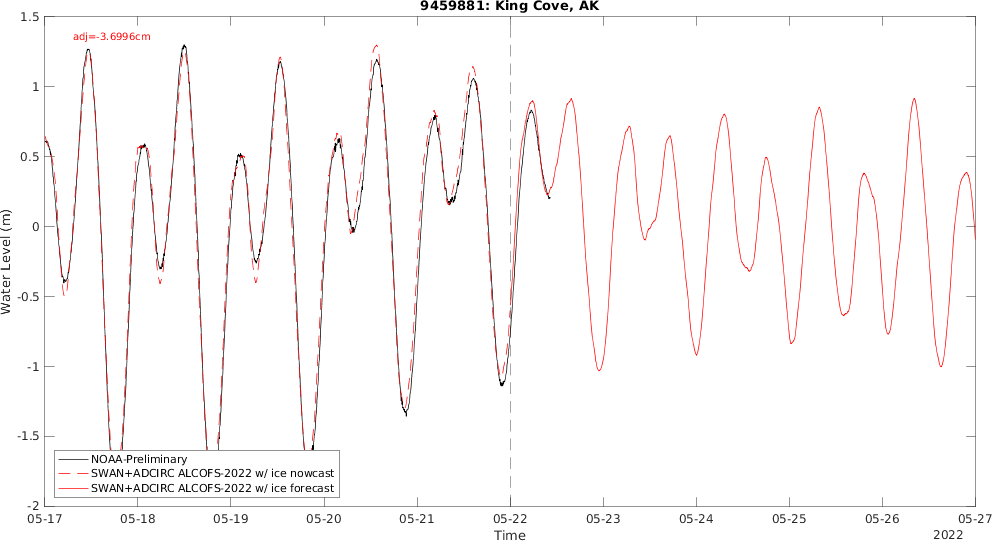 9459881: King Cove, AK
adj=-3.6996cm
1.5
1
0.5
0
-0.5
-1
-1.5
-2
Water Level (m)
NOAA-Preliminary
SWAN+ADCIRC ALCOFS-2022 w/ ice nowcast
SWAN+ADCIRC ALCOFS-2022 w/ ice forecast
05-17 05-18 05-19 05-20 05-21 05-22 05-23 05-24 05-25 05-26 05-27
Time
2022